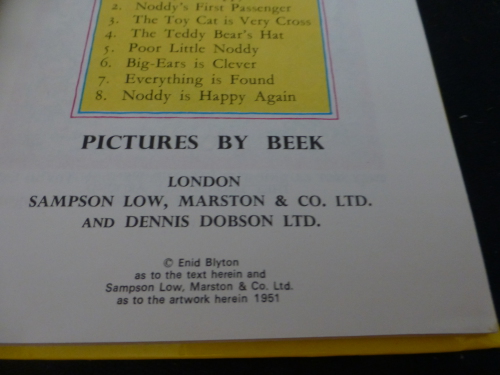 2. Noddy's First Passenger
3. The Toy Cat is Very Cross
4. The Teddy Bear's Hat
5. Poor Little Noddy
6. Big-Ears is Clever
7. Everything is Found
8. Noddy is Happy Again
PICTURES BY BEEK
LONDON
SAMPSON LOW, MARSTON & CO. LTD.
AND DENNIS DOBSON LTD.
© Enid Blyton
as to the text herein and
Sampson Low, Marston & Co. Ltd.
as to the artwork herein 1951